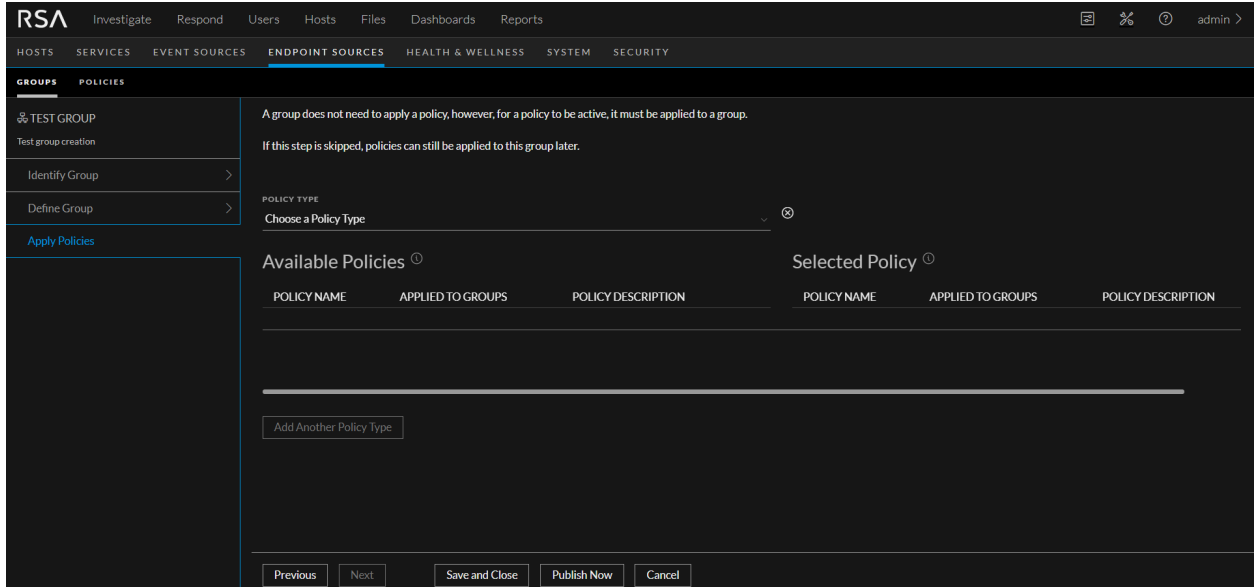 RSA Investigate Respond Users Hosts Files Dashboards Reports admin >
HOSTS SERVICES EVENT SOURCES ENDPOINT SOURCES HEALTH & WELLNESS SYSTEM SECURITY
GROUPS POLICIES
TEST GROUP
Test group creation
Identify Group
Define Group
Apply Policies
A group does not need to apply a policy, however, for a policy to be active, it must be applied to a group.
If this step is skipped, policies can still be applied to this group later.
POLICY TYPE
Choose a Policy Type
Available Policies
POLICY NAME APPLIED TO GROUPS POLICY DESCRIPTION
Selected Policy
POLICY NAME APPLIED TO GROUPS POLICY DESCRIPTION
Add Another Policy Type
Previous Next Save and Close Publish Now Cancel